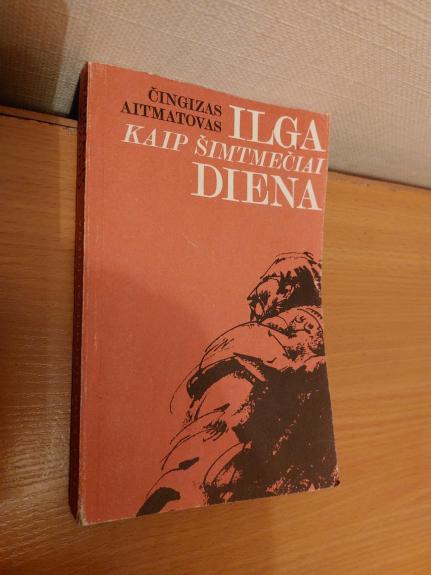 ČINGIZAS
AITMATOVAS
ILGA
KAIP ŠIMTMEČIAI
DIENA